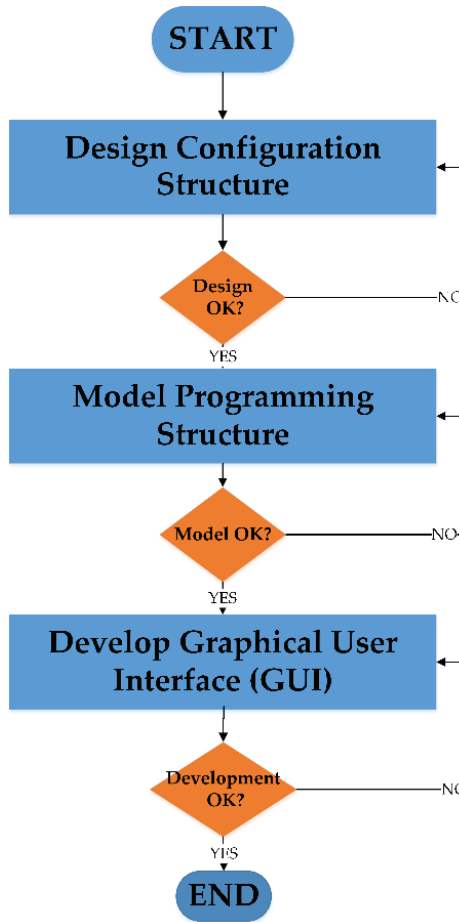 START
Design Configuration
Structure
Design
OK?
NO
YES
Model Programming
Structure
Model OK?
NO
YES
Develop Graphical User
Interface (GUI)
Development
OK?
NO
YES
END